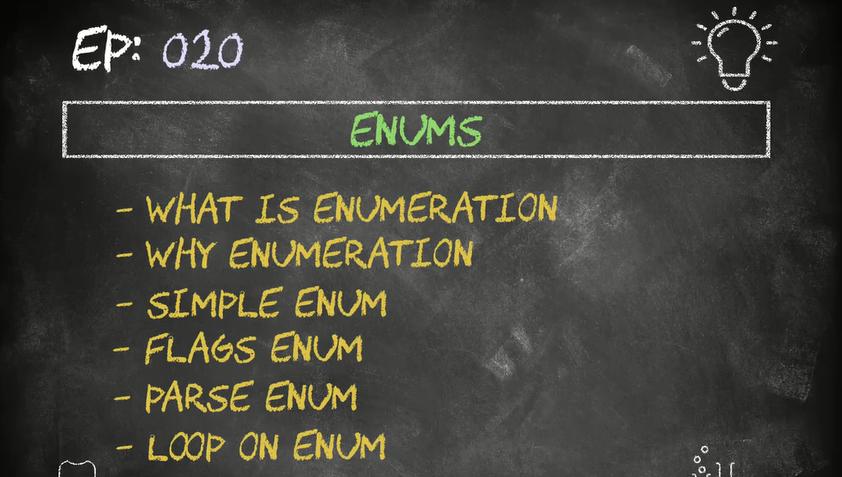 EP: 020
ENUMS
- WHAT IS ENUMERATION
- WHY ENUMERATION
- SIMPLE ENUM
- FLAGS ENUM
- PARSE ENUM
- LOOP ON ENUM